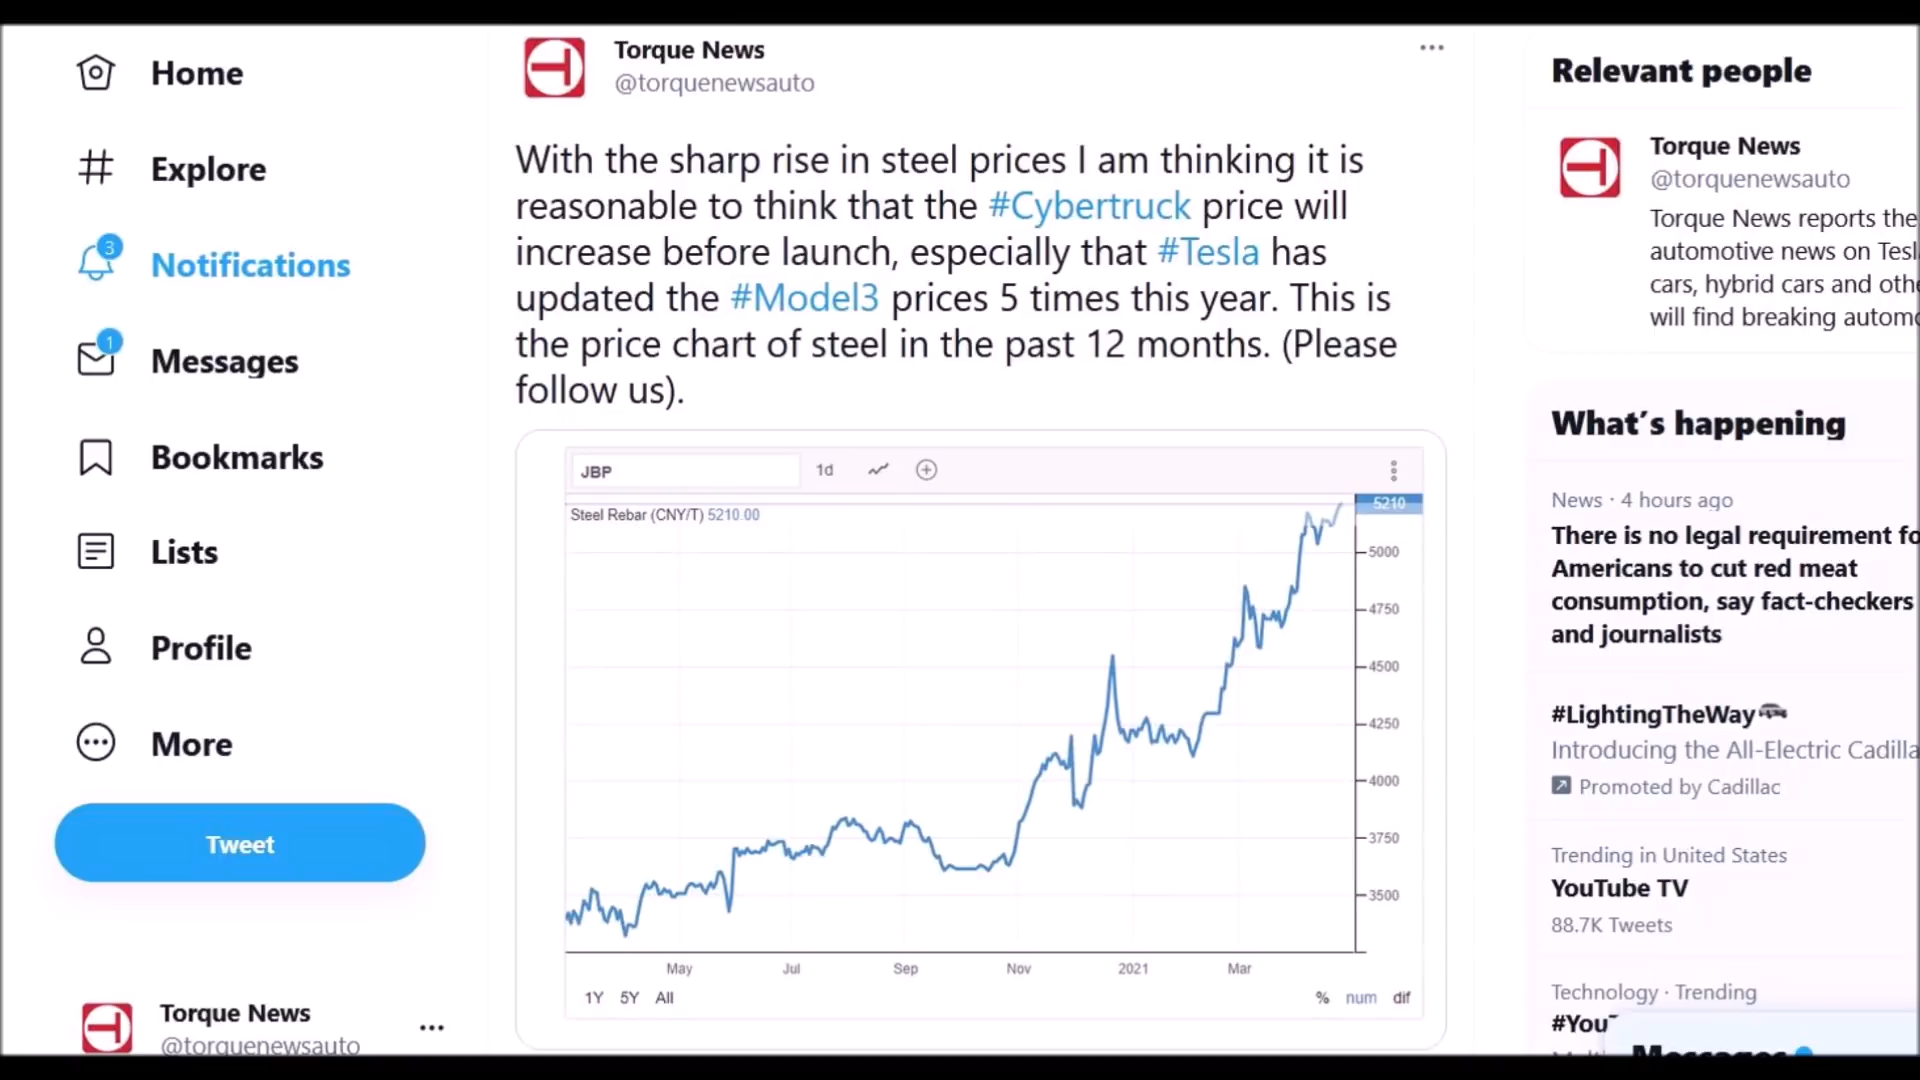 Home
Explore
3
Notifications
1
Messages
Bookmarks
Lists
Profile
More
Tweet
Torque News
@torquenewsauto
Torque News
@torquenewsauto
With the sharp rise in steel prices I am thinking it is
reasonable to think that the #Cybertruck price will
increase before launch, especially that #Tesla has
updated the #Model3 prices 5 times this year. This is
the price chart of steel in the past 12 months. (Please
follow us).
JBP
1d
Steel Rebar (CNY/T) 5210.00
5210
5000
4750
4500
4250
4000
3750
3500
May Jul Sep Nov 2021 Mar
1Y 5Y All
% num dif
Relevant people
Torque News
@torquenewsauto
Torque News reports the
automotive news on Tesl
cars, hybrid cars and othe
will find breaking automo
What's happening
News · 4 hours ago
There is no legal requirement fo
Americans to cut red meat
consumption, say fact-checkers
and journalists
#LightingTheWay
Introducing the All-Electric Cadilla
Promoted by Cadillac
Trending in United States
YouTube TV
88.7K Tweets
Technology · Trending
#YouT
Messages